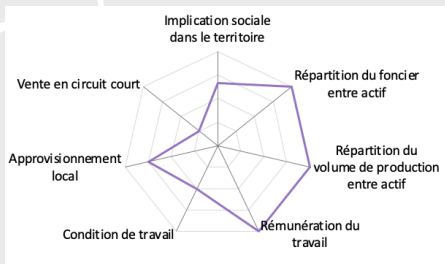 Implication sociale
dans le territoire
Répartition du foncier
entre actif
Répartition du
volume de production
entre actif
Rémunération du
travail
Condition de travail
Approvisionnement
local
Vente en circuit court